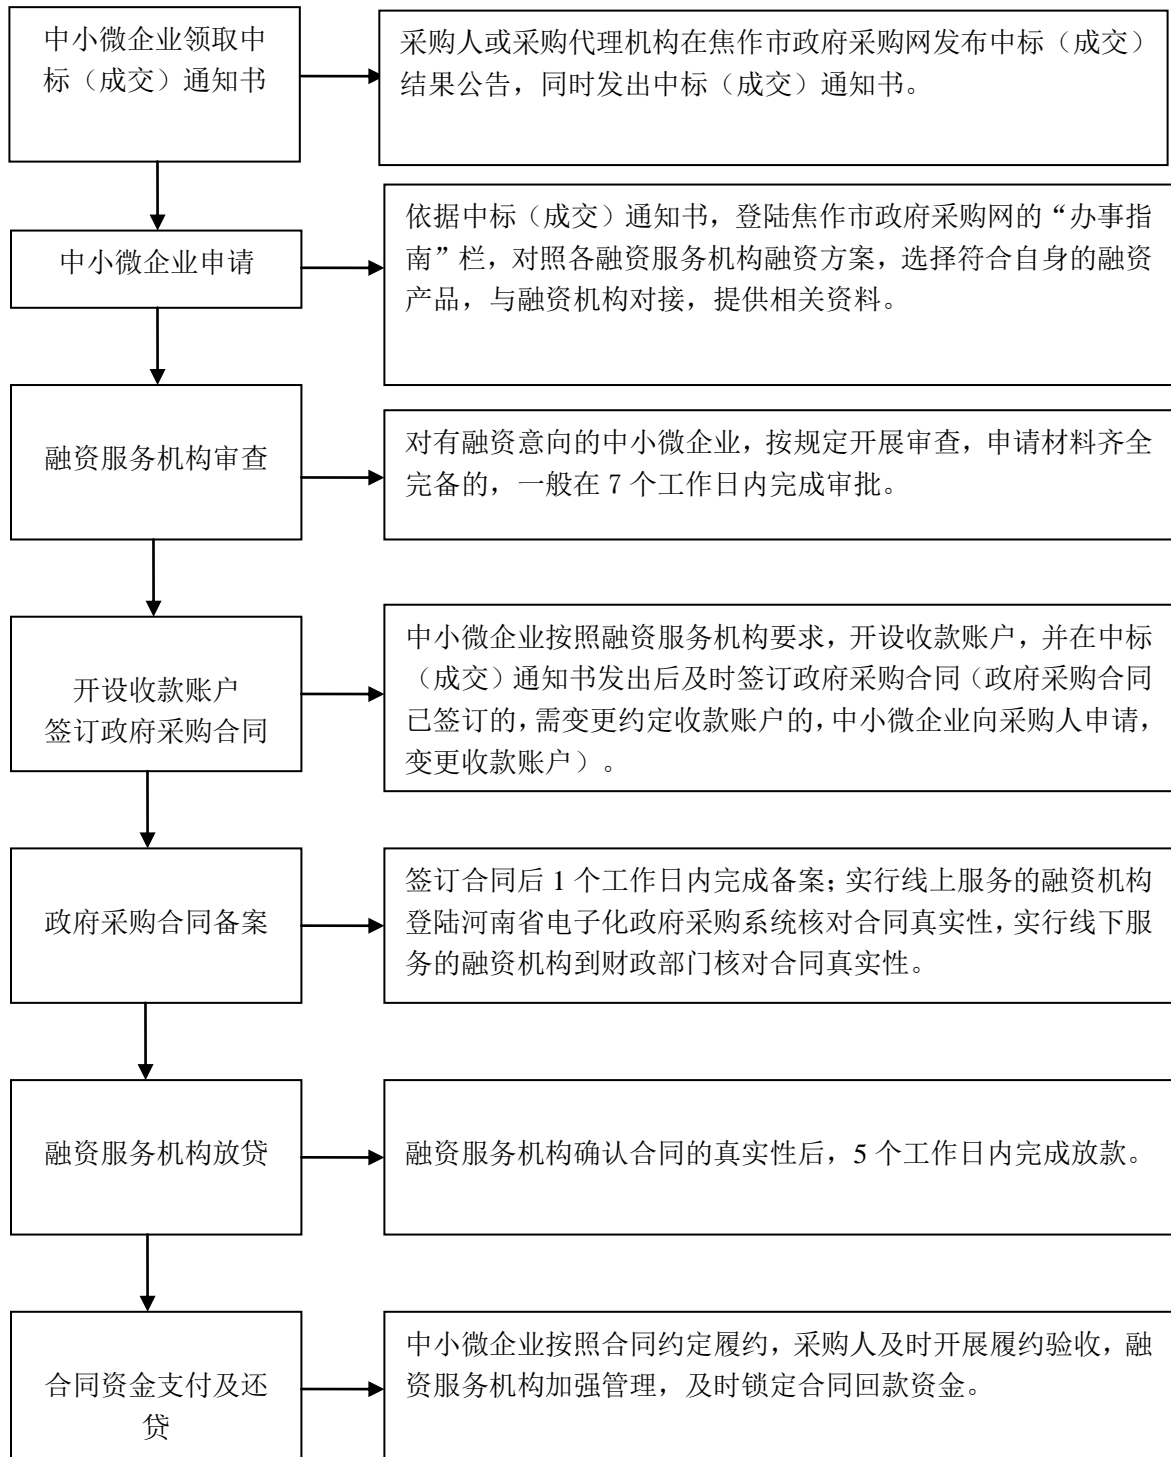 中小微企业领取中
标（成交）通知书
采购人或采购代理机构在焦作市政府采购网发布中标（成交）
结果公告，同时发出中标（成交）通知书。
中小微企业申请
依据中标（成交）通知书，登陆焦作市政府采购网的“办事指
南”栏，对照各融资服务机构融资方案，选择符合自身的融资
产品，与融资机构对接，提供相关资料。
融资服务机构审查
对有融资意向的中小微企业，按规定开展审查，申请材料齐全
完备的，一般在 7 个工作日内完成审批。
开设收款账户
签订政府采购合同
中小微企业按照融资服务机构要求，开设收款账户，并在中标
（成交）通知书发出后及时签订政府采购合同（政府采购合同
已签订的，需变更约定收款账户的，中小微企业向采购人申请，
变更收款账户）。
政府采购合同备案
签订合同后 1 个工作日内完成备案；实行线上服务的融资机构
登陆河南省电子化政府采购系统核对合同真实性，实行线下服
务的融资机构到财政部门核对合同真实性。
融资服务机构放贷
融资服务机构确认合同的真实性后，5 个工作日内完成放款。
合同资金支付及还
贷
中小微企业按照合同约定履约，采购人及时开展履约验收，融
资服务机构加强管理，及时锁定合同回款资金。